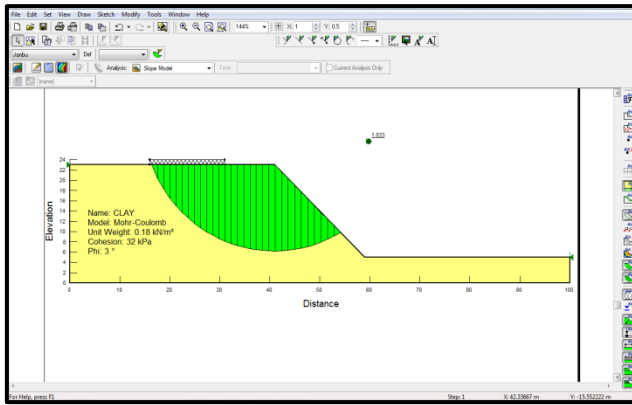 File Edit Set View Draw Sketch Modify Tools Window Help
144% X: 1 Y: 0.5
Janbu Def
Analysis: Slope Model Time: Current Analysis Only
(none)
1.033
24
22
20
18
16
14
12
10
8
6
4
2
0
Elevation
Name: CLAY
Model: Mohr-Coulomb
Unit Weight: 0.18 kN/m³
Cohesion: 32 kPa
Phi: 3 °
0 10 20 30 40 50 60 70 80 90 100
Distance
For Help, press F1 Step: 1 X: 42.33667 m Y: -15.552222 m